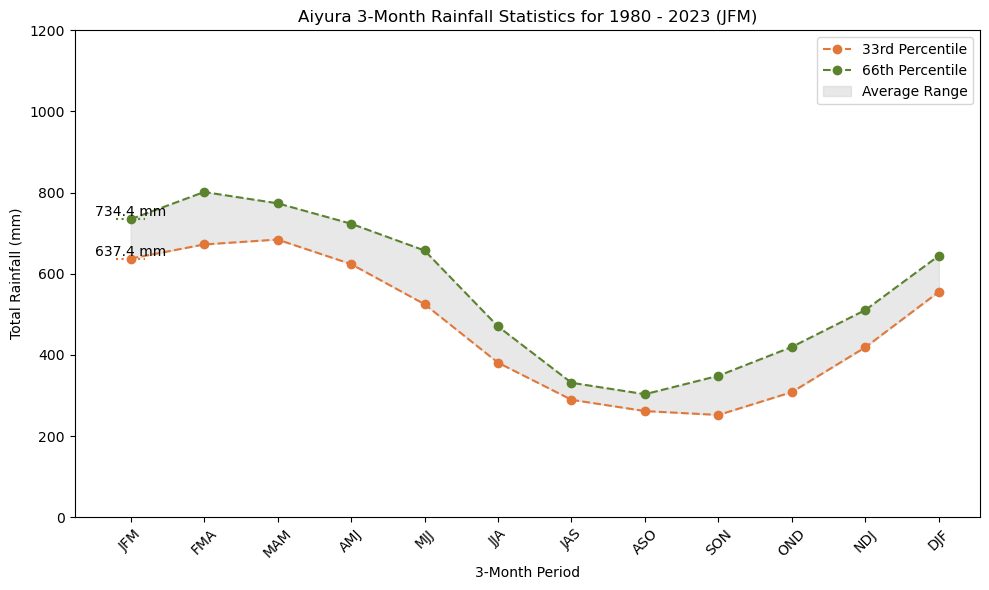 Aiyura 3-Month Rainfall Statistics for 1980 - 2023 (JFM)
33rd Percentile
66th Percentile
Average Range
Total Rainfall (mm)
1200
1000
800
600
400
200
0
734.4 mm
637.4 mm
JFM
FMA
MAM
AMJ
MJJ
JJA
JAS
ASO
SON
OND
NDJ
DJF
3-Month Period